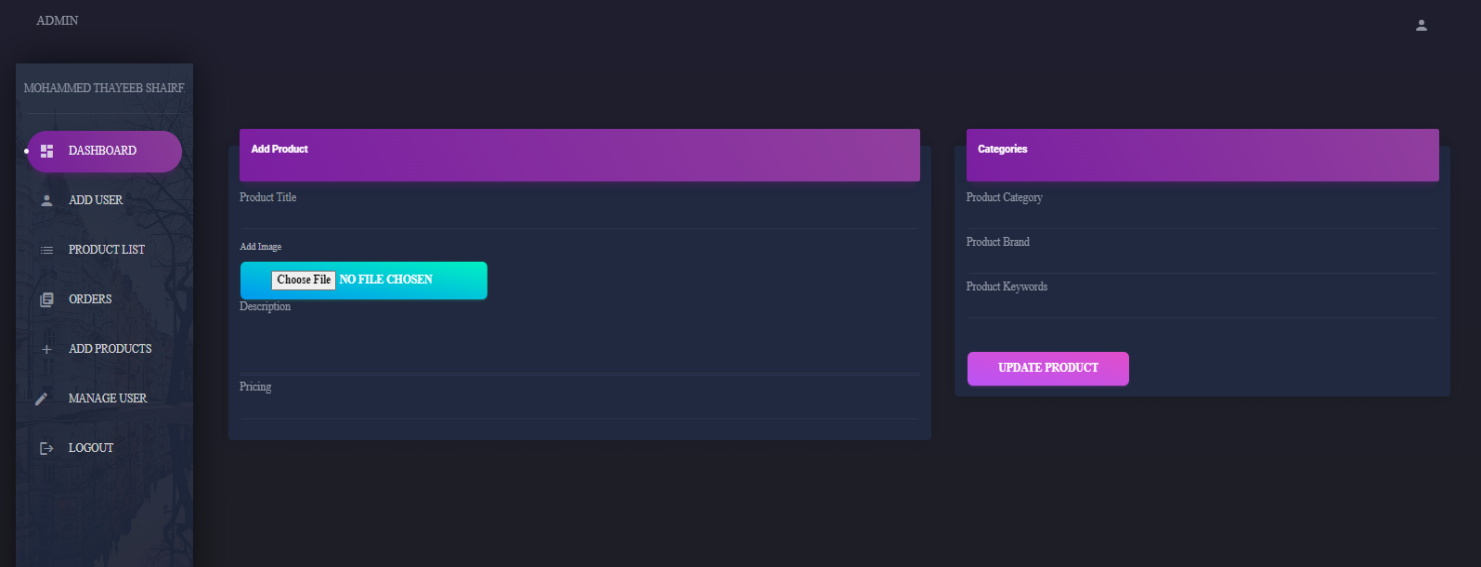 ADMIN
MOHAMMED THAYEEB SHAIRF
DASHBOARD
ADD USER
PRODUCT LIST
ORDERS
ADD PRODUCTS
MANAGE USER
LOGOUT
Add Product
Product Title
Add Image
Choose File NO FILE CHOSEN
Description
Pricing
Categories
Product Category
Product Brand
Product Keywords
UPDATE PRODUCT